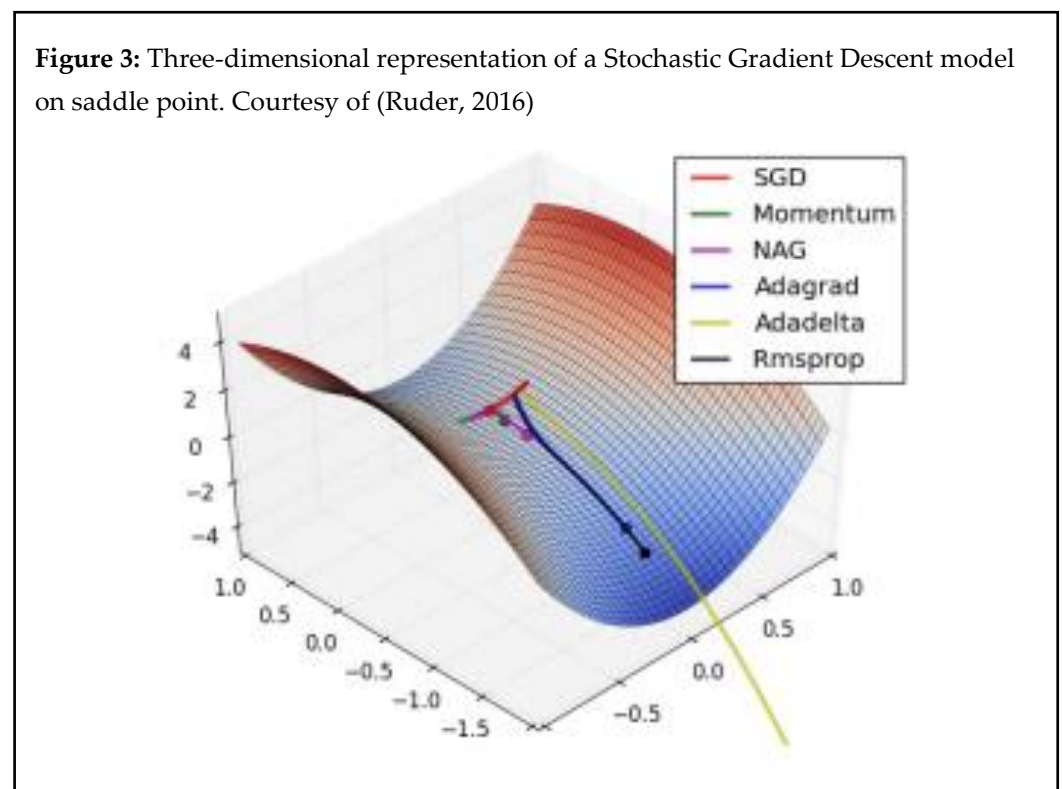 Figure 3: Three-dimensional representation of a Stochastic Gradient Descent model
on saddle point. Courtesy of (Ruder, 2016)
SGD
Momentum
NAG
Adagrad
Adadelta
Rmsprop
4
2
0
−2
−4
1.0
0.5
0.0
−0.5
−1.0
−1.5
−0.5
0.0
0.5
1.0